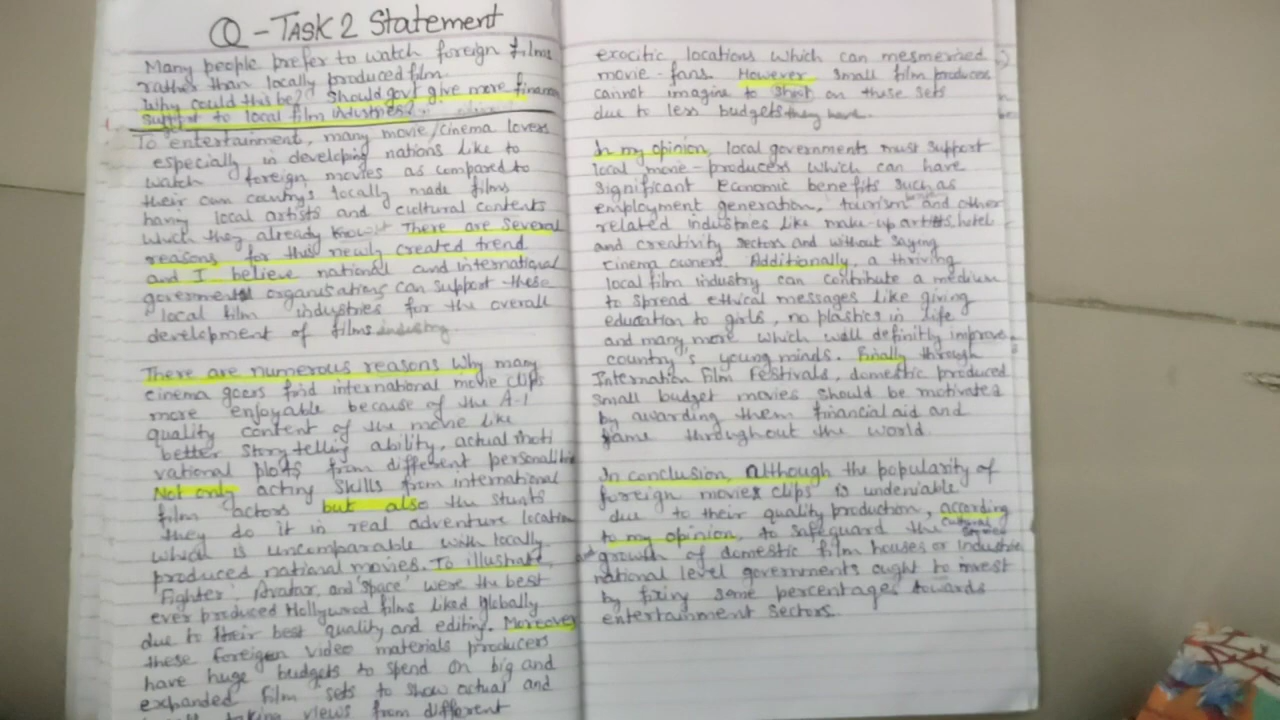 Q - TASK 2 Statement
Many people prefer to watch foreign films
rather than locally produced film.
Why could this be? Should govt give more finance
support to local film industries?
To entertainment, many movie/cinema lovers
especially in developing nations like to
watch foreign movies as compared to
their own country's locally made films
having local artists and cultural contents
which they already know. There are several
reasons for this newly created trend
and I believe national and international
governmental organisations can support these
local film industries for the overall
development of films industry
There are numerous reasons why many
cinema goers find international movie clips
more enjoyable because of the A-1
quality content of the movie like
better storytelling ability, actual moti
vational plots from different personalities
Not only acting skills from international
film actors but also the stunts
they do it in real adventure location
which is uncomparable with locally
produced national movies. To illustrate,
'Fighter', Avatar, and 'Space' were the best
ever produced Hollywood films liked globally
due to their best quality and editing. Moreover
these foreign video materials producers
have huge budgets to spend on big and
expanded film sets to show actual and
taking views from different
exocitic locations which can mesmerized
movie-fans. However small film produces
cannot imagine to shot on these sets
due to less budgets they have.
In my opinion, local governments must support
local movie-producers which can have
significant Economic benefits such as
employment generation, tourism and other
related industries like make-up artists, hotel
and creativity sectors and without saying
cinema owners. Additionally, a thriving
local film industry can contribute a medium
to spread ethical messages like giving
education to girls, no plastics in life
and many more which will definitly improve
country's young minds. Finally through
Internation Film Festivals, domestic produced
small budget movies should be motivated
by awarding them financial aid and
fame throughout the world.
In conclusion, although the popularity of
foreign movies clips is undeniable
due to their quality production, according
to my opinion, to safeguard the cultural
growth of domestic film houses or industrie
national level governments ought to invest
by fixing some percentages towards
entertainment sectors.